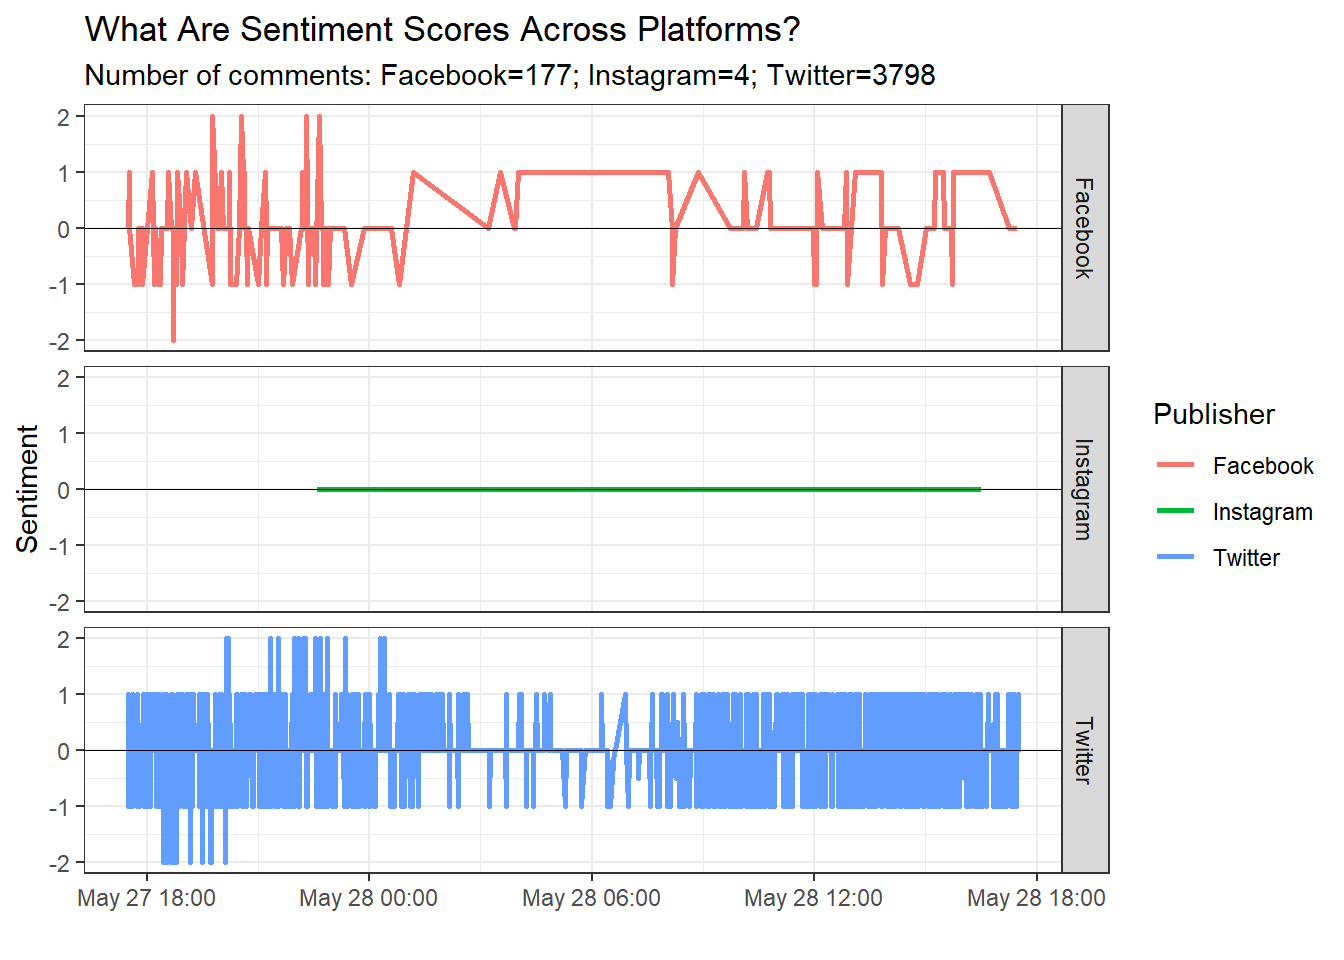 What Are Sentiment Scores Across Platforms?
Number of comments: Facebook=177; Instagram=4; Twitter=3798
2
1
0
-1
-2
Facebook
2
1
0
-1
-2
Instagram
2
1
0
-1
-2
Twitter
Sentiment
May 27 18:00 May 28 00:00 May 28 06:00 May 28 12:00 May 28 18:00
Publisher
Facebook
Instagram
Twitter